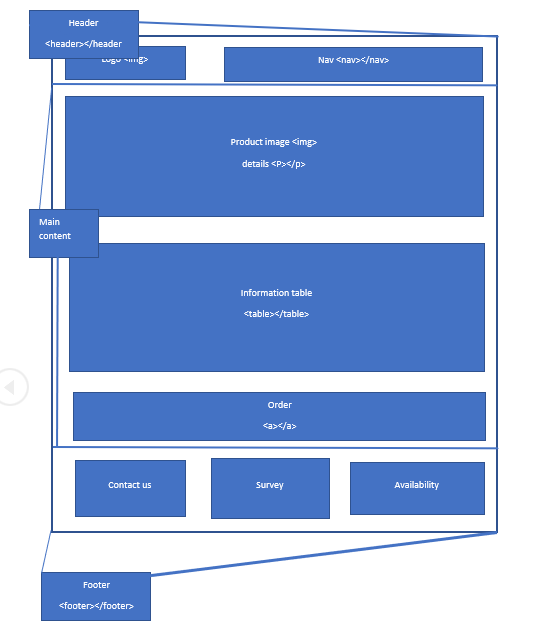 Header
<header></header
Logo <img>
Nav <nav></nav>
Product image <img>
details <P></p>
Main
content
Information table
<table></table>
Order
<a></a>
Contact us
Survey
Availability
Footer
<footer></footer>